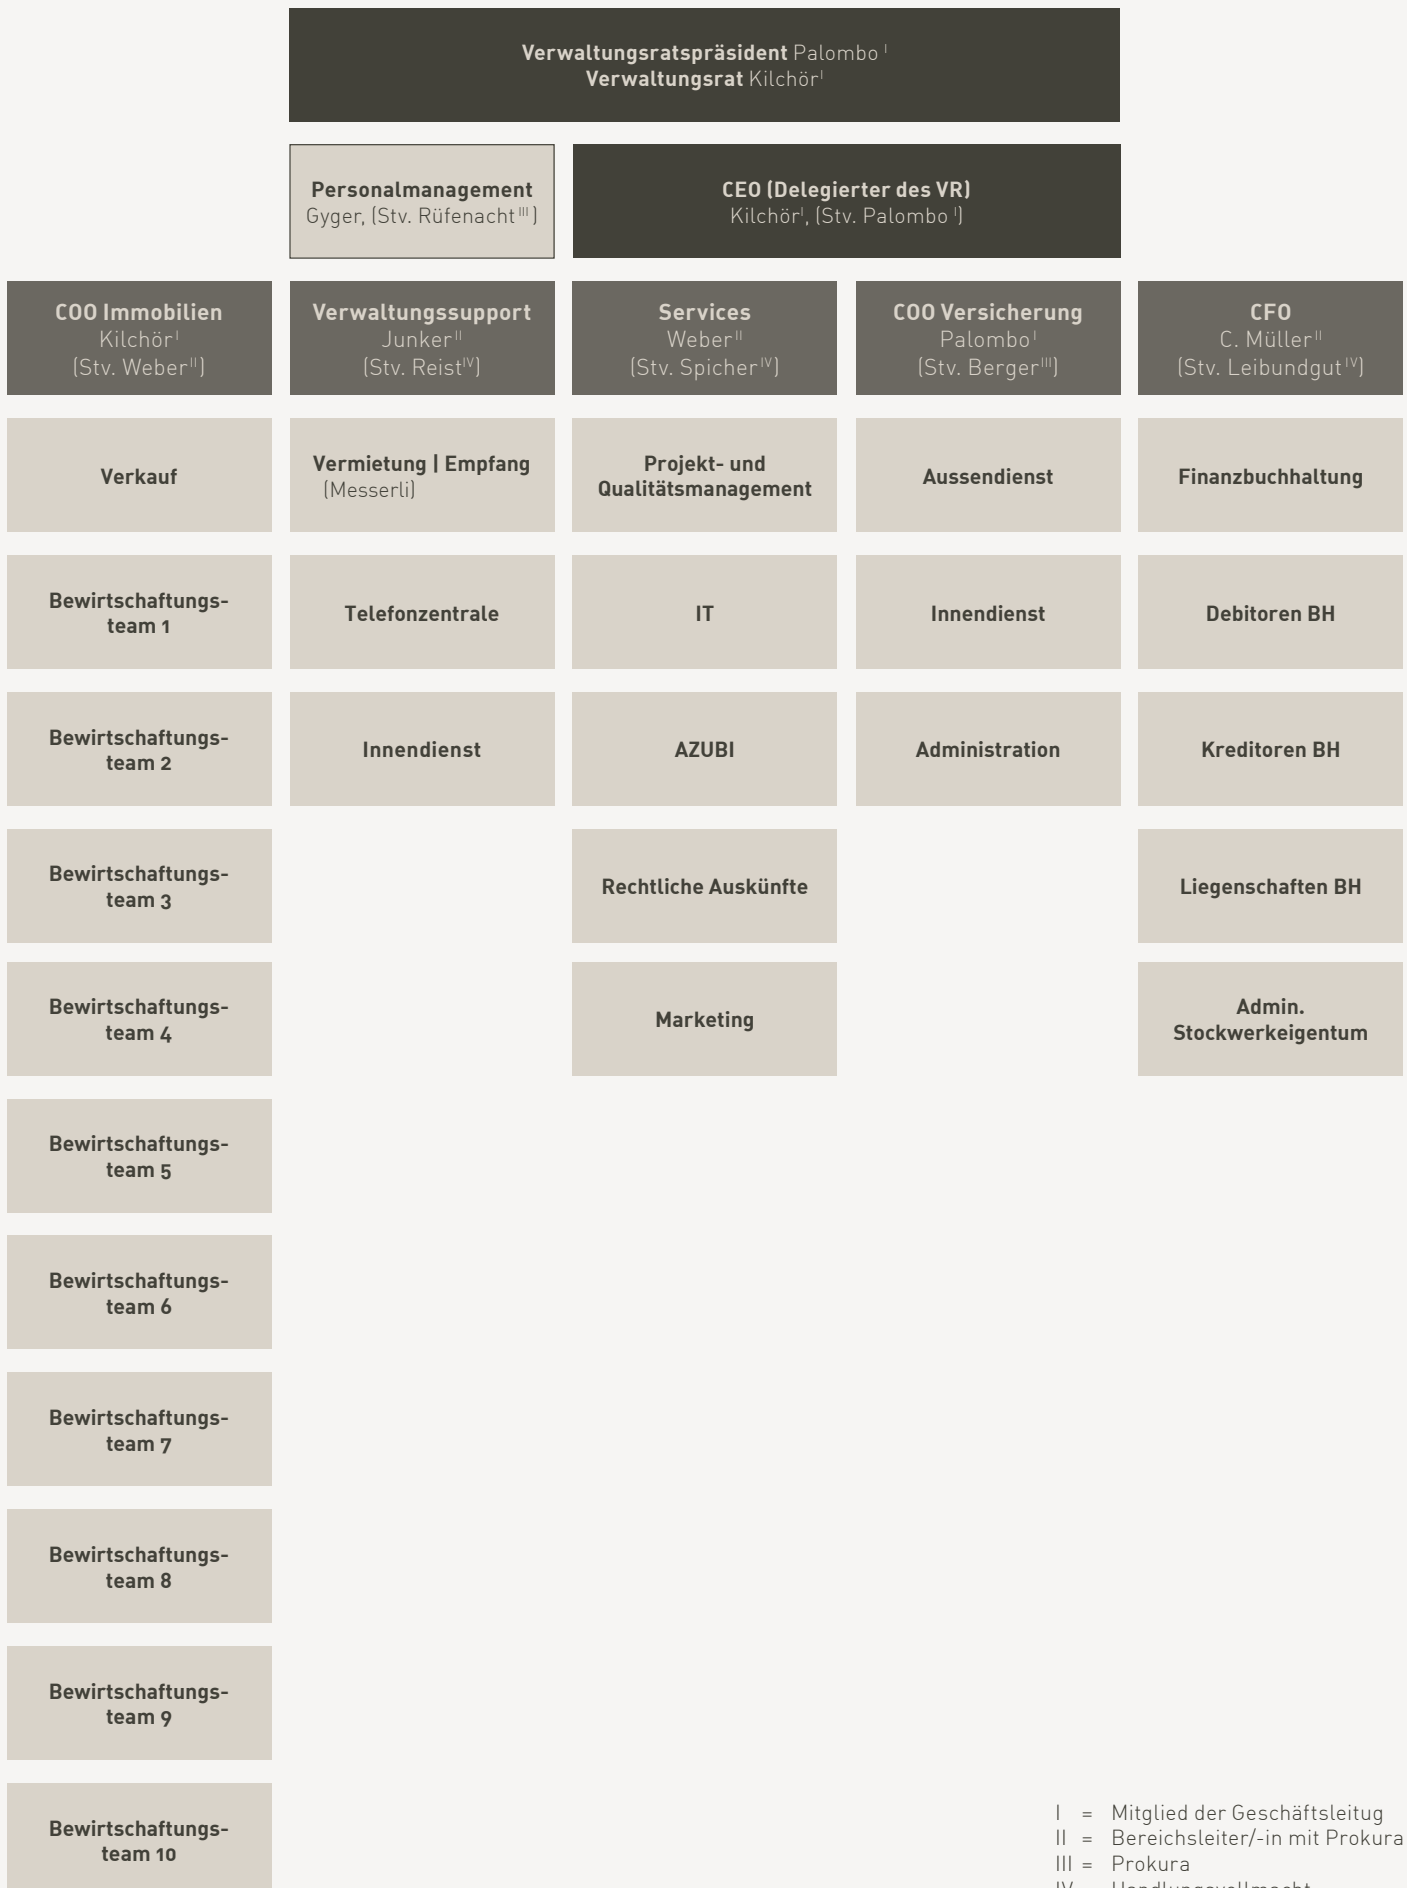 Verwaltungsratspräsident Palombo I
Verwaltungsrat Kilchör I
Personalmanagement
Gyger, (Stv. Rüfenacht III)
CEO (Delegierter des VR)
Kilchör I, (Stv. Palombo I)
COO Immobilien
Kilchör I
(Stv. Weber II)
Verwaltungssupport
Junker II
(Stv. Reist IV)
Services
Weber II
(Stv. Spicher IV)
COO Versicherung
Palombo I
(Stv. Berger III)
CFO
C. Müller II
(Stv. Leibundgut IV)
Verkauf
Vermietung | Empfang
(Messerli)
Projekt- und
Qualitätsmanagement
Aussendienst
Finanzbuchhaltung
Bewirtschaftungs-
team 1
Telefonzentrale
IT
Innendienst
Debitoren BH
Bewirtschaftungs-
team 2
Innendienst
AZUBI
Administration
Kreditoren BH
Bewirtschaftungs-
team 3
Rechtliche Auskünfte
Liegenschaften BH
Bewirtschaftungs-
team 4
Marketing
Admin.
Stockwerkeigentum
Bewirtschaftungs-
team 5
Bewirtschaftungs-
team 6
Bewirtschaftungs-
team 7
Bewirtschaftungs-
team 8
Bewirtschaftungs-
team 9
Bewirtschaftungs-
team 10
I = Mitglied der Geschäftsleitug
II = Bereichsleiter/-in mit Prokura
III = Prokura
IV = Handlungsvollmacht